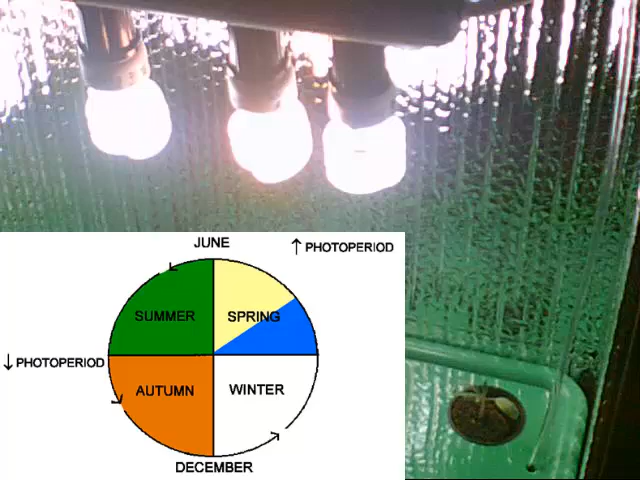 JUNE
↑ PHOTOPERIOD
SUMMER
SPRING
↓ PHOTOPERIOD
AUTUMN
WINTER
DECEMBER